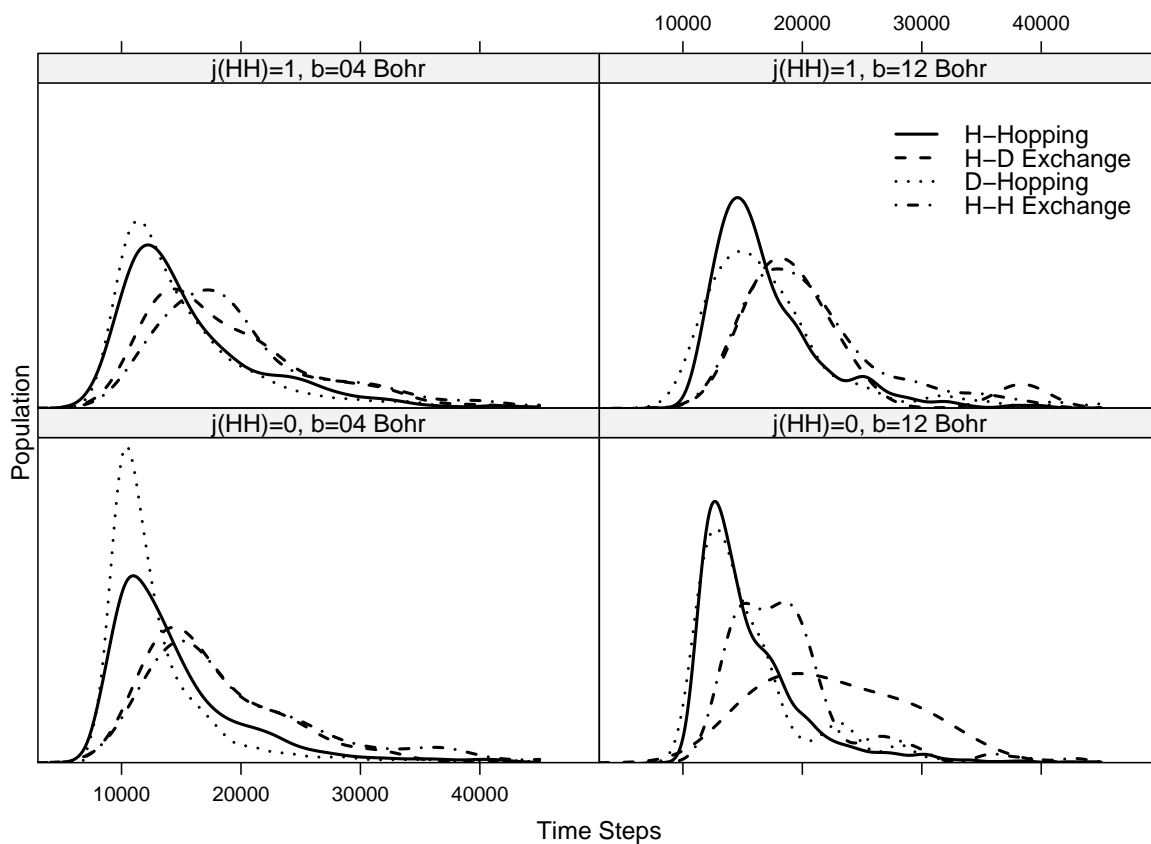 10000 20000 30000 40000
j(HH)=1, b=04 Bohr
j(HH)=1, b=12 Bohr
H−Hopping
H−D Exchange
D−Hopping
H−H Exchange
Population
j(HH)=0, b=04 Bohr
j(HH)=0, b=12 Bohr
10000 20000 30000 40000
Time Steps